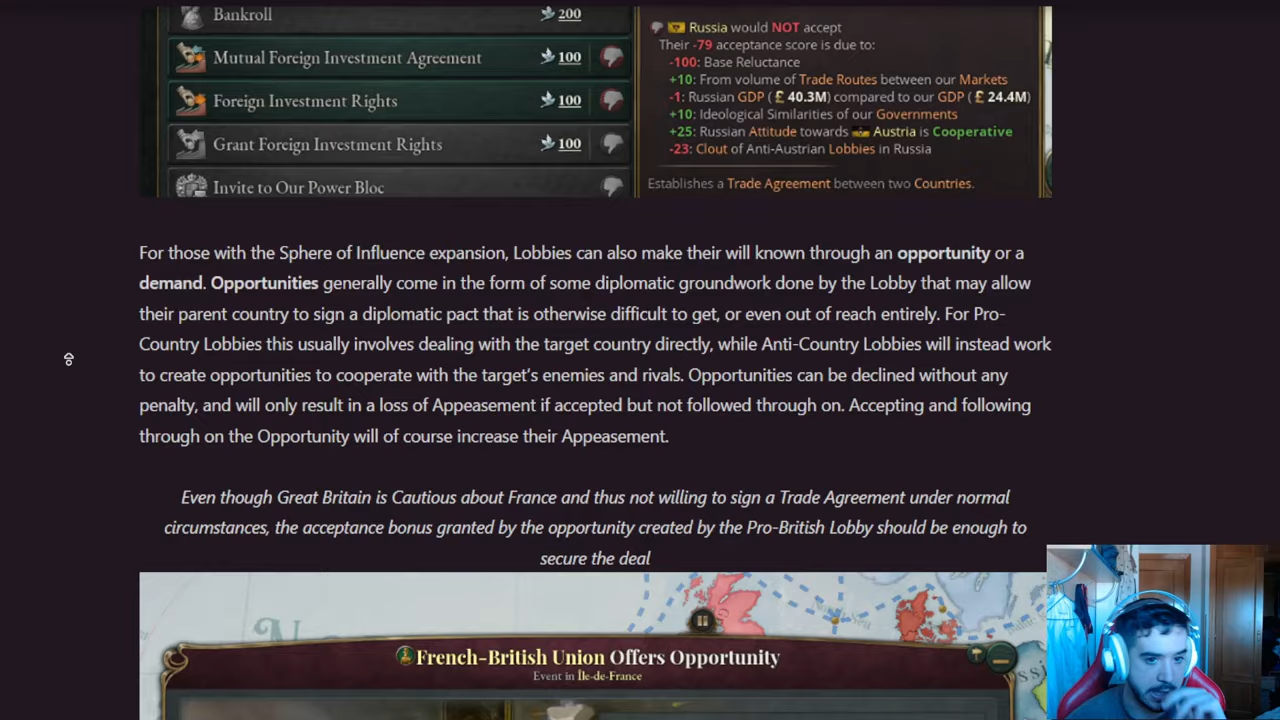 Bankroll 200
Mutual Foreign Investment Agreement 100
Foreign Investment Rights 100
Grant Foreign Investment Rights 100
Invite to Our Power Bloc
Russia would NOT accept
Their -79 acceptance score is due to:
-100: Base Reluctance
+10: From volume of Trade Routes between our Markets
-1: Russian GDP (£ 40.3M) compared to our GDP (£ 24.4M)
+10: Ideological Similarities of our Governments
+25: Russian Attitude towards Austria is Cooperative
-23: Clout of Anti-Austrian Lobbies in Russia
Establishes a Trade Agreement between two Countries.
For those with the Sphere of Influence expansion, Lobbies can also make their will known through an opportunity or a
demand. Opportunities generally come in the form of some diplomatic groundwork done by the Lobby that may allow
their parent country to sign a diplomatic pact that is otherwise difficult to get, or even out of reach entirely. For Pro-
Country Lobbies this usually involves dealing with the target country directly, while Anti-Country Lobbies will instead work
to create opportunities to cooperate with the target's enemies and rivals. Opportunities can be declined without any
penalty, and will only result in a loss of Appeasement if accepted but not followed through on. Accepting and following
through on the Opportunity will of course increase their Appeasement.
Even though Great Britain is Cautious about France and thus not willing to sign a Trade Agreement under normal
circumstances, the acceptance bonus granted by the opportunity created by the Pro-British Lobby should be enough to
secure the deal
French-British Union Offers Opportunity
Event in Île-de-France